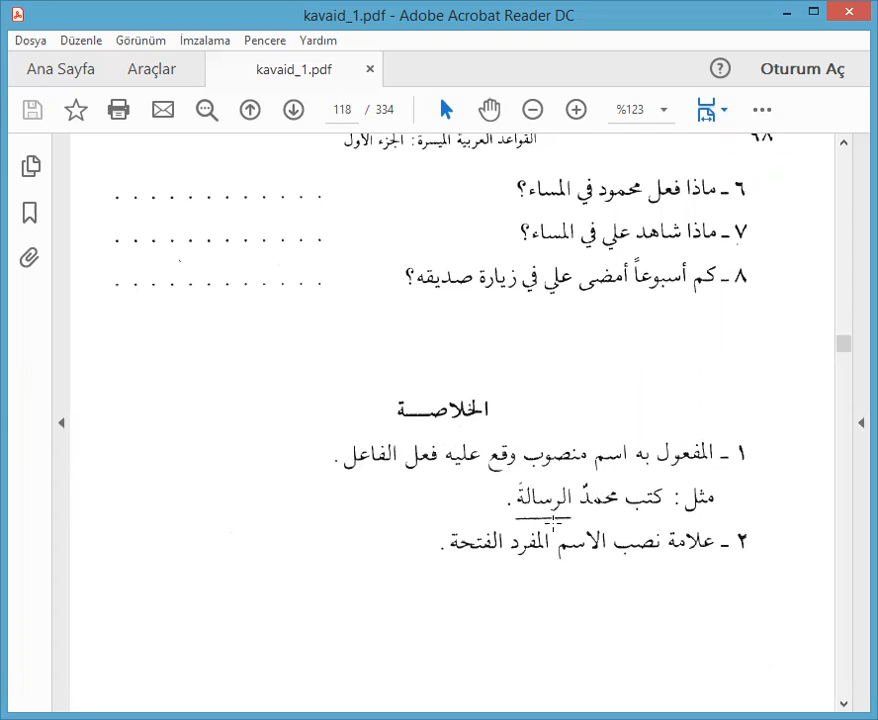 kavaid_1.pdf - Adobe Acrobat Reader DC
Dosya Düzenle Görünüm İmzalama Pencere Yardım
Ana Sayfa Araçlar kavaid_1.pdf × Oturum Aç
118 / 334 %123
٦٨ القواعد العربية الميسرة: الجزء الأول
٦ ـ ماذا فعل محمود في المساء؟ . . . . . . . . . . . .
٧ ـ ماذا شاهد علي في المساء؟ . . . . . . . . . . . .
٨ ـ كم أسبوعاً أمضى علي في زيارة صديقه؟ . . . . . . . . . . . .
الخلاصـــة
١ ـ المفعول به اسم منصوب وقع عليه فعل الفاعل .
مثل : كتب محمدٌ الرسالةَ .
٢ ـ علامة نصب الاسم المفرد الفتحة .